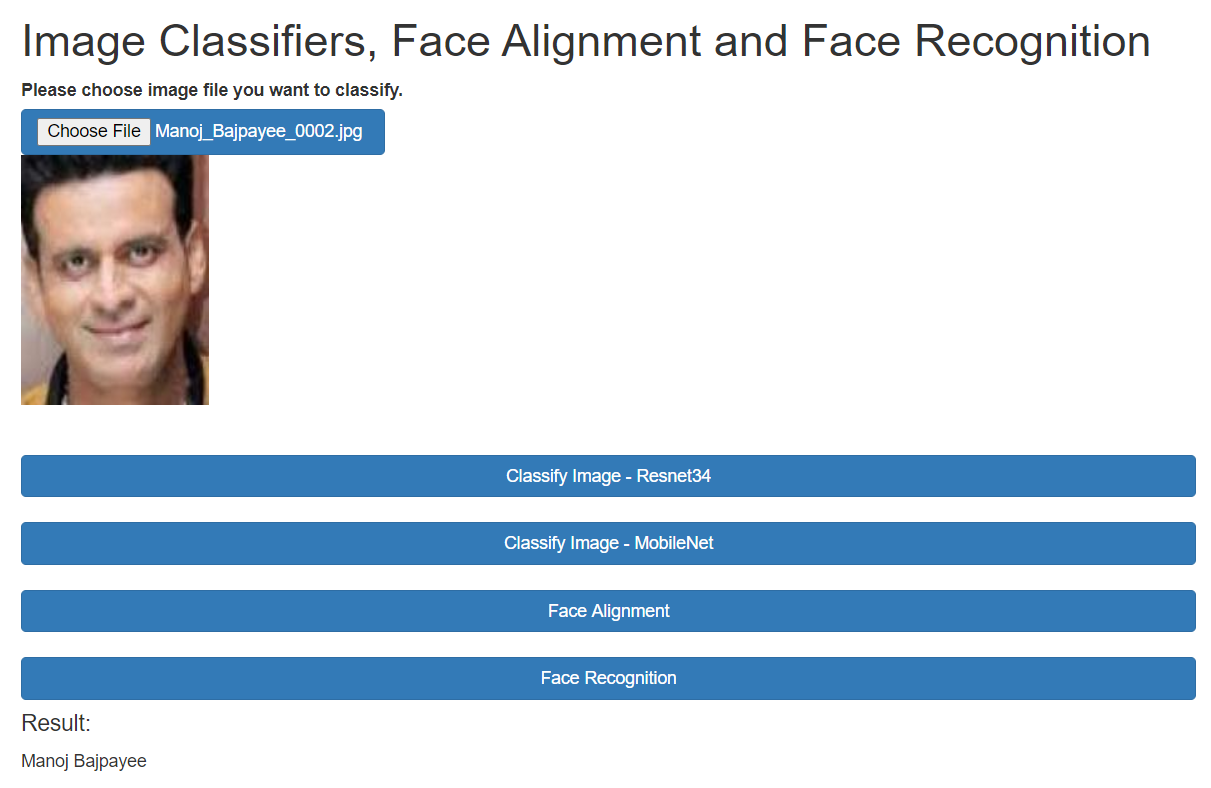 Image Classifiers, Face Alignment and Face Recognition
Please choose image file you want to classify.
Choose File Manoj_Bajpayee_0002.jpg
Classify Image - Resnet34
Classify Image - MobileNet
Face Alignment
Face Recognition
Result:
Manoj Bajpayee